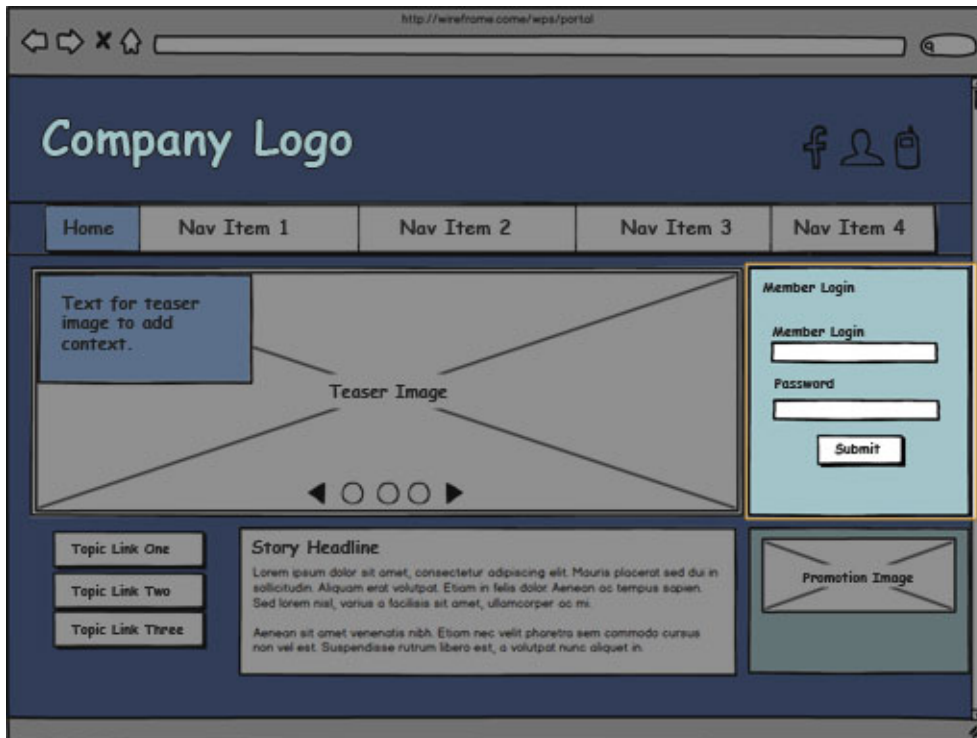 http://wireframe.come/wps/portal
Company Logo
Home
Nav Item 1
Nav Item 2
Nav Item 3
Nav Item 4
Text for teaser
image to add
context.
Teaser Image
Member Login
Member Login
Password
Submit
Topic Link One
Topic Link Two
Topic Link Three
Story Headline
Lorem ipsum dolor sit amet, consectetur adipiscing elit. Mauris placerat sed dui in
sollicitudin. Aliquam erat volutpat. Etiam in felis dolor. Aenean ac tempus sapien.
Sed lorem nisl, varius a facilisis sit amet, ullamcorper ac mi.
Aenean sit amet venenatis nibh. Etiam nec velit pharetra sem commodo cursus
non vel est. Suspendisse rutrum libero est, a volutpat nunc aliquet in.
Promotion Image